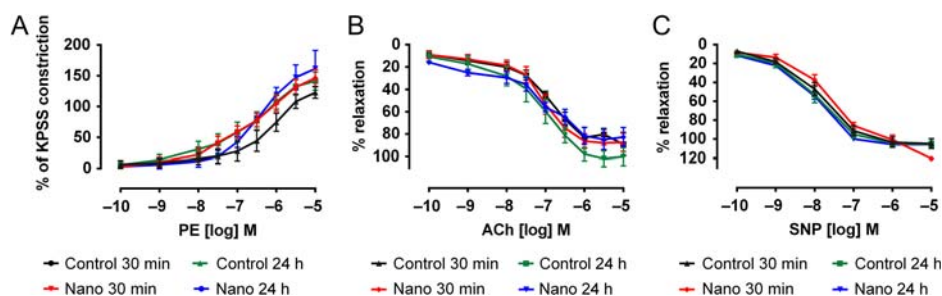 A
% of KPSS constriction
200
150
100
50
0
–10 –9 –8 –7 –6 –5
PE [log] M
Control 30 min
Control 24 h
Nano 30 min
Nano 24 h
B
% relaxation
0
20
40
60
80
100
–10 –9 –8 –7 –6 –5
ACh [log] M
Control 30 min
Control 24 h
Nano 30 min
Nano 24 h
C
% relaxation
0
20
40
60
80
100
120
–10 –9 –8 –7 –6 –5
SNP [log] M
Control 30 min
Control 24 h
Nano 30 min
Nano 24 h